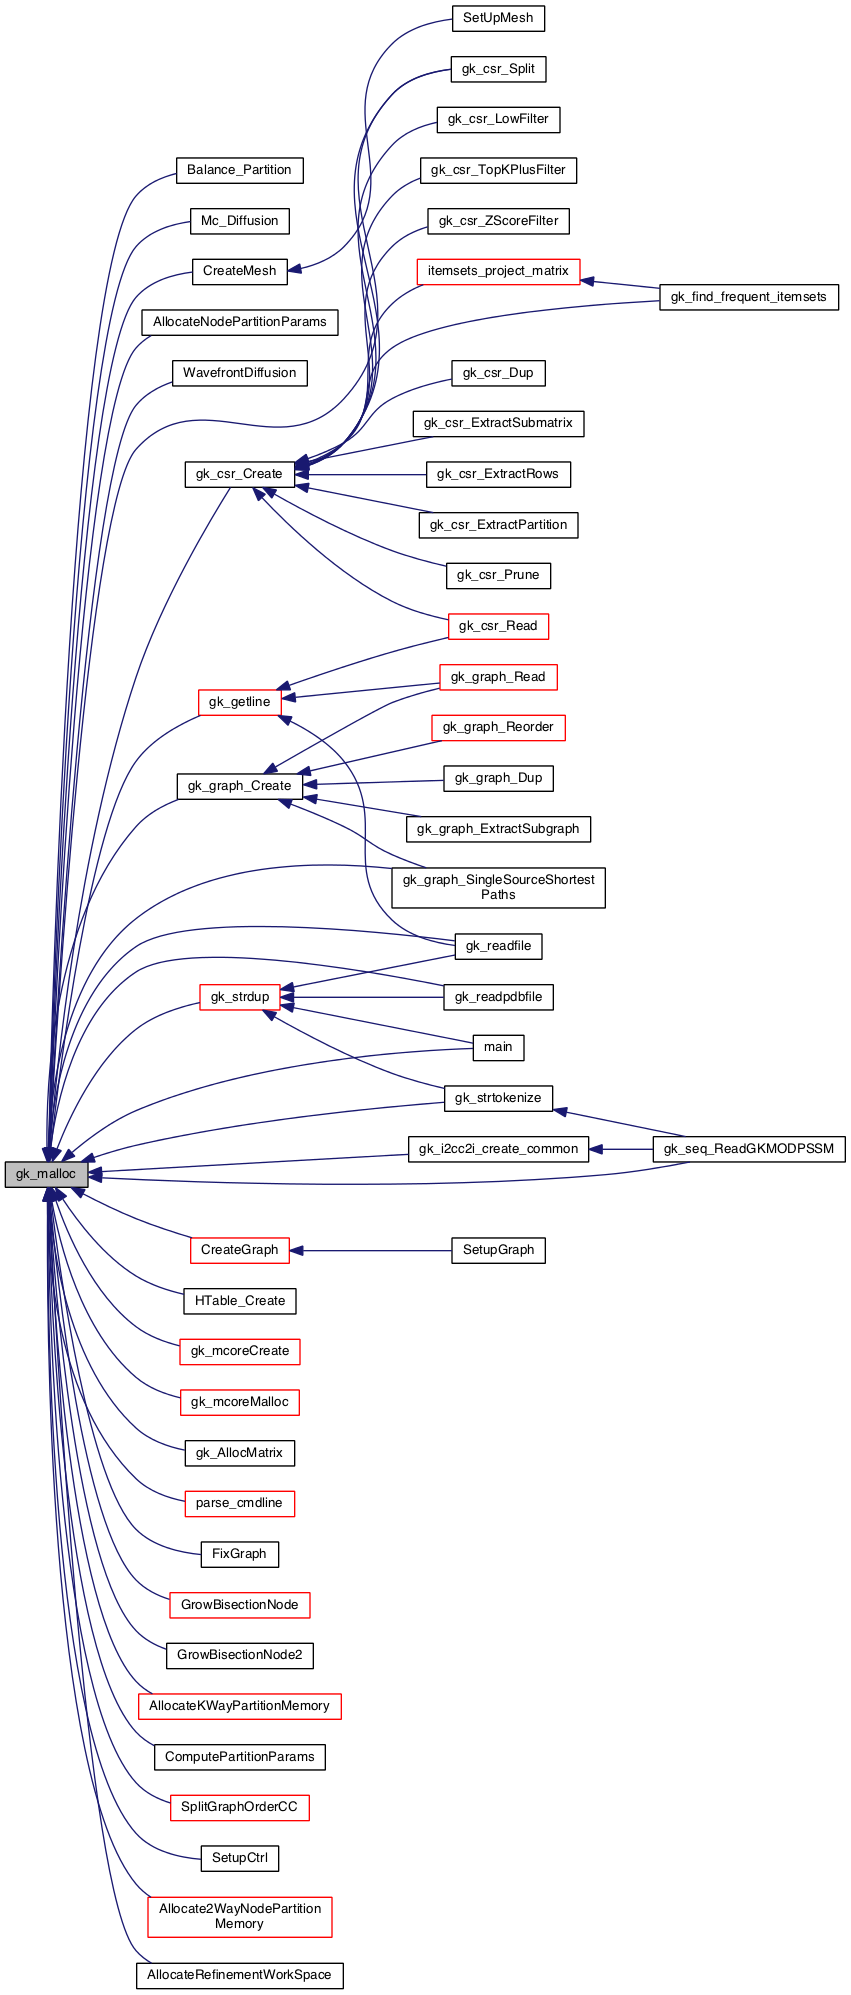 SetUpMesh
gk_csr_Split
gk_csr_LowFilter
Balance_Partition
gk_csr_TopKPlusFilter
Mc_Diffusion
gk_csr_ZScoreFilter
CreateMesh
itemsets_project_matrix
gk_find_frequent_itemsets
AllocateNodePartitionParams
WavefrontDiffusion
gk_csr_Dup
gk_csr_ExtractSubmatrix
gk_csr_Create
gk_csr_ExtractRows
gk_csr_ExtractPartition
gk_csr_Prune
gk_csr_Read
gk_graph_Read
gk_getline
gk_graph_Reorder
gk_graph_Create
gk_graph_Dup
gk_graph_ExtractSubgraph
gk_graph_SingleSourceShortest
Paths
gk_readfile
gk_strdup
gk_readpdbfile
main
gk_strtokenize
gk_i2cc2i_create_common
gk_seq_ReadGKMODPSSM
gk_malloc
CreateGraph
SetupGraph
HTable_Create
gk_mcoreCreate
gk_mcoreMalloc
gk_AllocMatrix
parse_cmdline
FixGraph
GrowBisectionNode
GrowBisectionNode2
AllocateKWayPartitionMemory
ComputePartitionParams
SplitGraphOrderCC
SetupCtrl
Allocate2WayNodePartition
Memory
AllocateRefinementWorkSpace